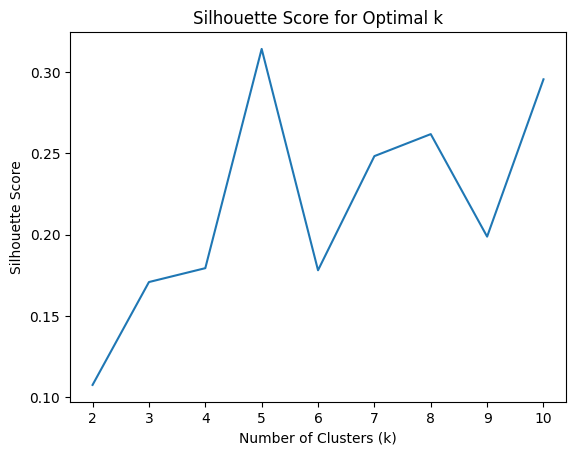 Silhouette Score for Optimal k
Silhouette Score
0.30
0.25
0.20
0.15
0.10
2 3 4 5 6 7 8 9 10
Number of Clusters (k)